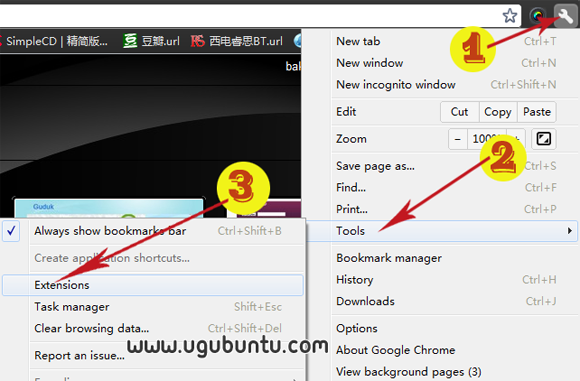 SimpleCD | 精简版...
豆瓣.url
西电睿思BT.url
1
New tab Ctrl+T
New window Ctrl+N
New incognito window Ctrl+Shift+N
Edit Cut Copy Paste
Zoom − 100% +
2
Save page as... Ctrl+S
Find... Ctrl+F
Print... Ctrl+P
Tools
Bookmark manager
History Ctrl+H
Downloads Ctrl+J
Options
About Google Chrome
View background pages (3)
Guduk
3
Always show bookmarks bar Ctrl+Shift+B
Create application shortcuts...
Extensions
Task manager Shift+Esc
Clear browsing data... Ctrl+Shift+Del
Report an issue...
www.ugubuntu.com